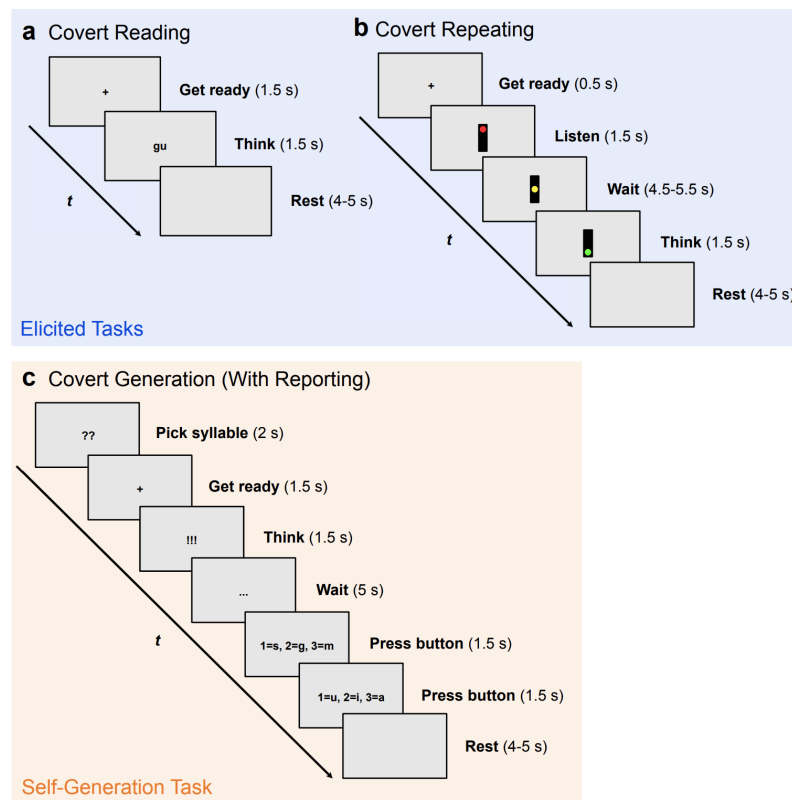 a Covert Reading
+
Get ready (1.5 s)
gu
Think (1.5 s)
Rest (4-5 s)
t
b Covert Repeating
+
Get ready (0.5 s)
Listen (1.5 s)
Wait (4.5-5.5 s)
Think (1.5 s)
Rest (4-5 s)
t
Elicited Tasks
c Covert Generation (With Reporting)
??
Pick syllable (2 s)
+
Get ready (1.5 s)
!!!
Think (1.5 s)
...
Wait (5 s)
1=s, 2=g, 3=m
Press button (1.5 s)
1=u, 2=i, 3=a
Press button (1.5 s)
Rest (4-5 s)
t
Self-Generation Task